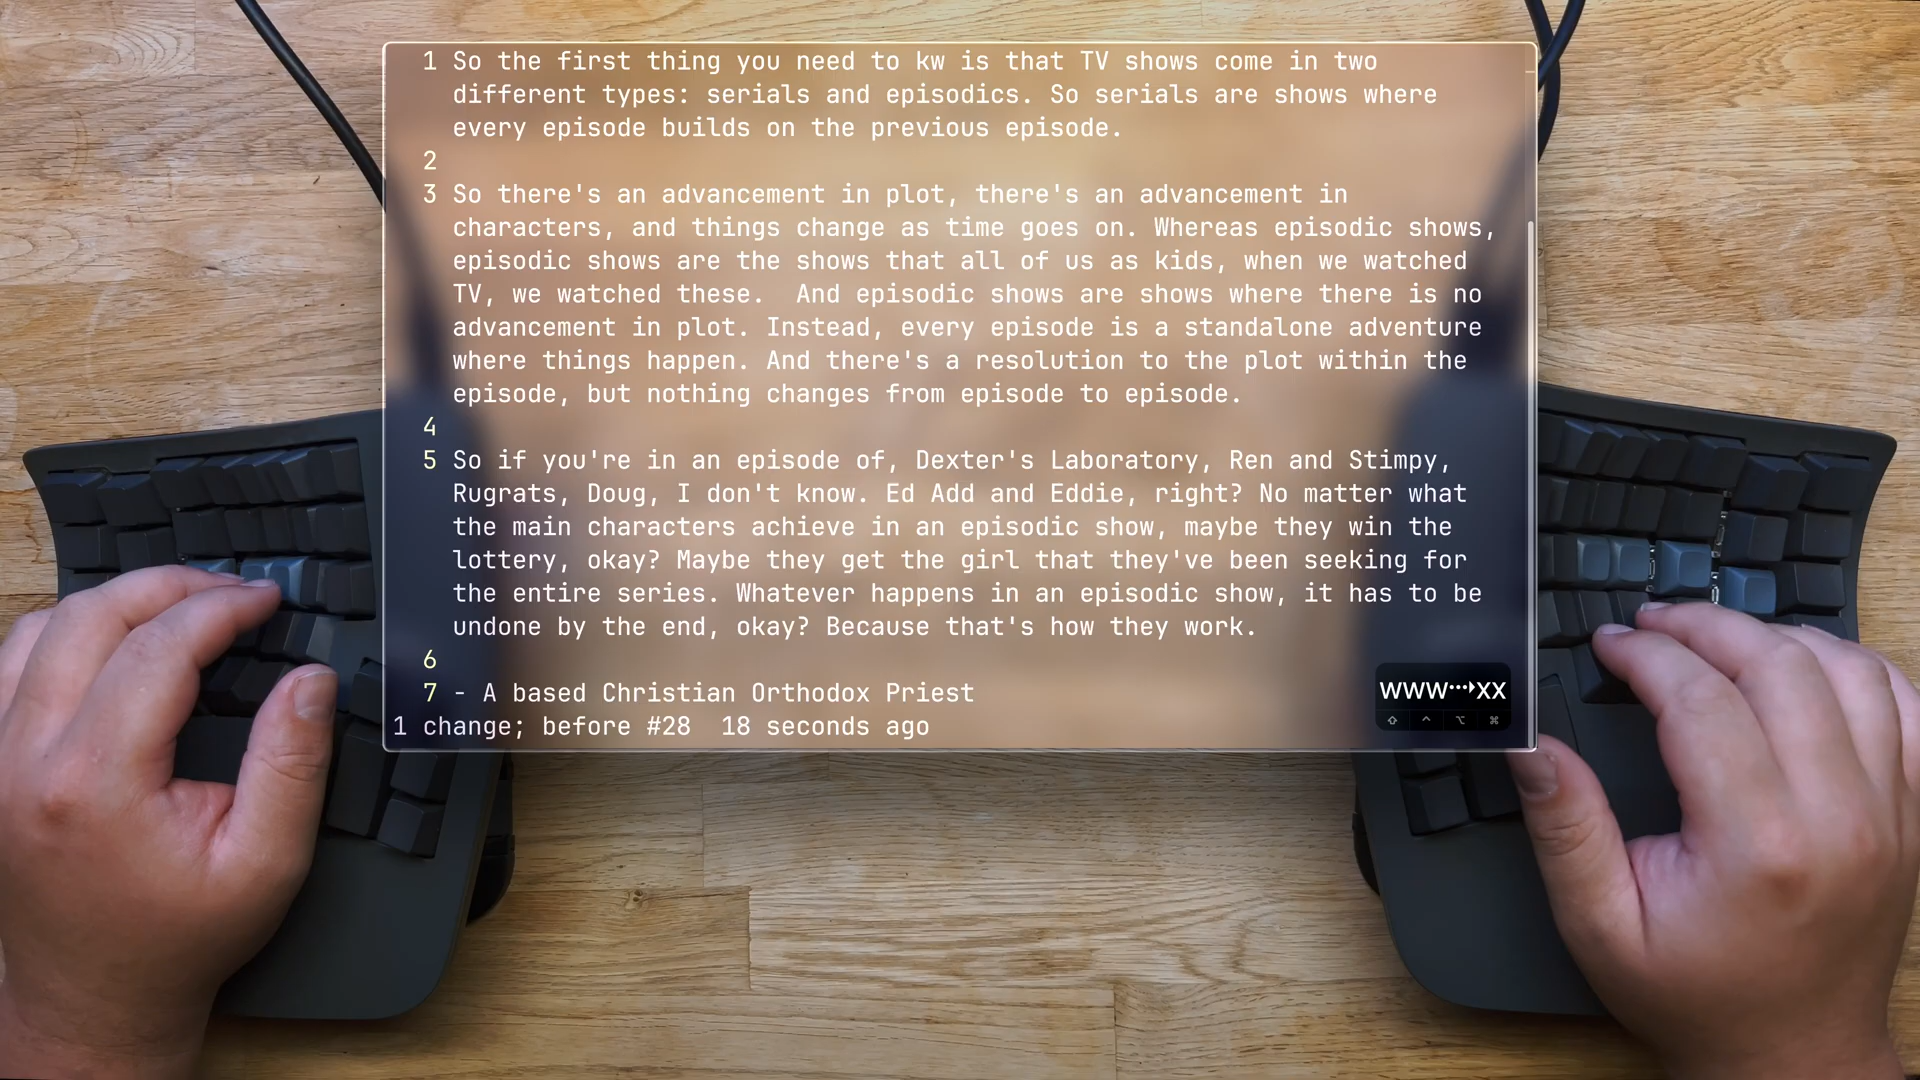 1 So the first thing you need to kw is that TV shows come in two
different types: serials and episodics. So serials are shows where
every episode builds on the previous episode.
2
3 So there's an advancement in plot, there's an advancement in
characters, and things change as time goes on. Whereas episodic shows,
episodic shows are the shows that all of us as kids, when we watched
TV, we watched these.  And episodic shows are shows where there is no
advancement in plot. Instead, every episode is a standalone adventure
where things happen. And there's a resolution to the plot within the
episode, but nothing changes from episode to episode.
4
5 So if you're in an episode of, Dexter's Laboratory, Ren and Stimpy,
Rugrats, Doug, I don't know. Ed Add and Eddie, right? No matter what
the main characters achieve in an episodic show, maybe they win the
lottery, okay? Maybe they get the girl that they've been seeking for
the entire series. Whatever happens in an episodic show, it has to be
undone by the end, okay? Because that's how they work.
6
7 - A based Christian Orthodox Priest
www···xx
⇧ ^ ⌥ ⌘
1 change; before #28  18 seconds ago